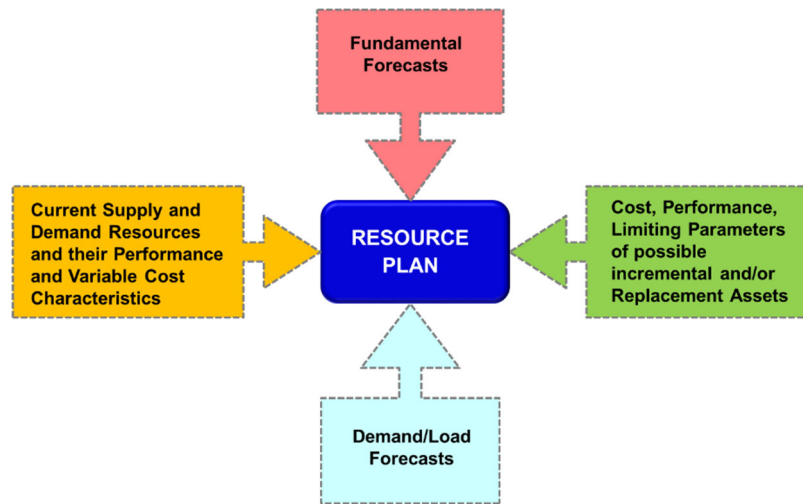 Fundamental
Forecasts
Current Supply and
Demand Resources
and their Performance
and Variable Cost
Characteristics
RESOURCE
PLAN
Cost, Performance,
Limiting Parameters
of possible
incremental and/or
Replacement Assets
Demand/Load
Forecasts